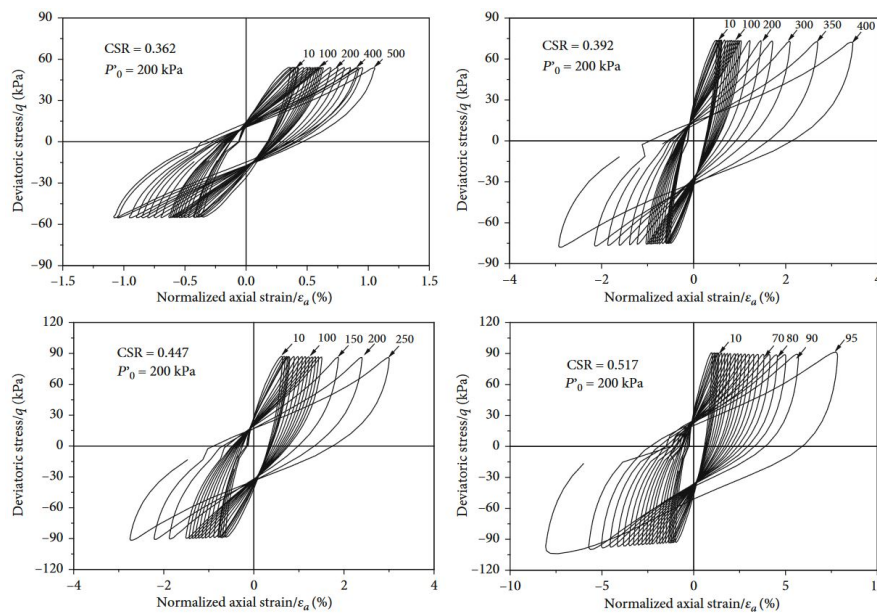 90
60
30
0
−30
−60
−90
Deviatoric stress/q (kPa)
CSR = 0.362
P'0 = 200 kPa
10 100 200 400 500
−1.5 −1.0 −0.5 0.0 0.5 1.0 1.5
Normalized axial strain/εa (%)
90
60
30
0
−30
−60
−90
Deviatoric stress/q (kPa)
CSR = 0.392
P'0 = 200 kPa
10 100 200 300 350 400
−4 −2 0 2 4
Normalized axial strain/εa (%)
120
90
60
30
0
−30
−60
−90
−120
Deviatoric stress/q (kPa)
CSR = 0.447
P'0 = 200 kPa
10 100 150 200 250
−4 −2 0 2 4
Normalized axial strain/εa (%)
120
90
60
30
0
−30
−60
−90
−120
Deviatoric stress/q (kPa)
CSR = 0.517
P'0 = 200 kPa
10 70 80 90 95
−10 −5 0 5 10
Normalized axial strain/εa (%)